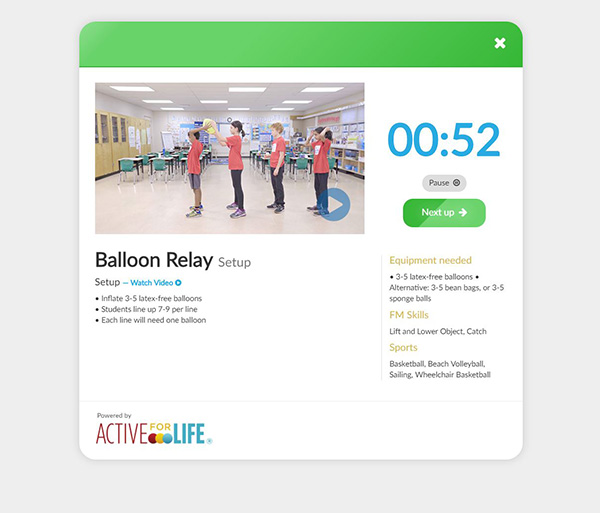 00:52
Pause
Next up
Balloon Relay Setup
Setup — Watch Video
• Inflate 3-5 latex-free balloons
• Students line up 7-9 per line
• Each line will need one balloon
Equipment needed
• 3-5 latex-free balloons •
Alternative: 3-5 bean bags, or 3-5
sponge balls
FM Skills
Lift and Lower Object, Catch
Sports
Basketball, Beach Volleyball,
Sailing, Wheelchair Basketball
Powered by
ACTIVE FOR LIFE